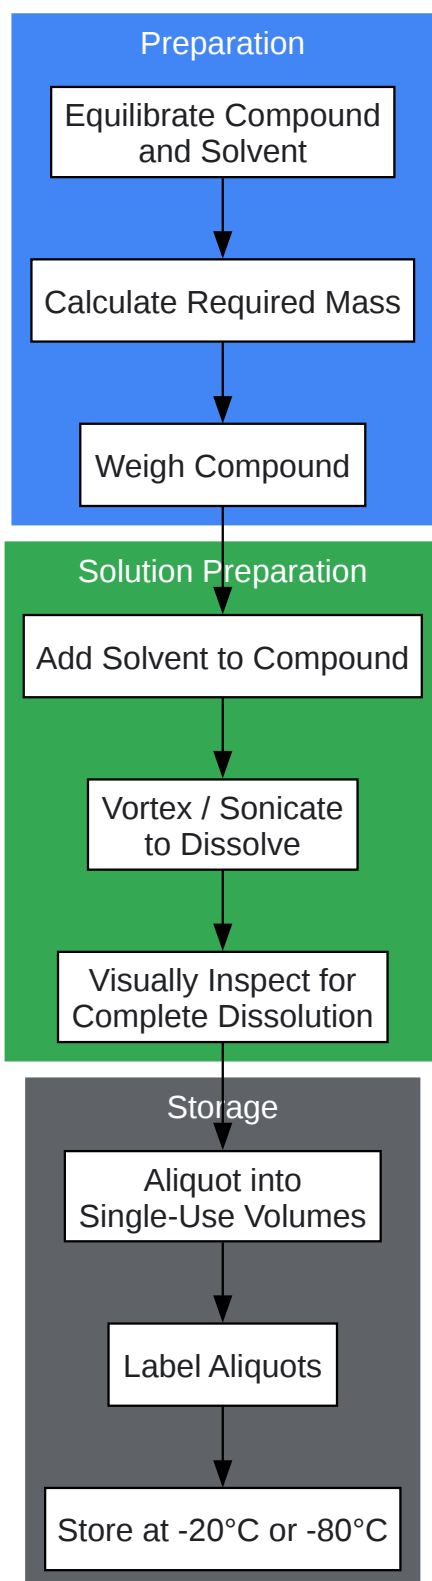 Preparation
Equilibrate Compound
and Solvent
Calculate Required Mass
Weigh Compound
Solution Preparation
Add Solvent to Compound
Vortex / Sonicate
to Dissolve
Visually Inspect for
Complete Dissolution
Storage
Aliquot into
Single-Use Volumes
Label Aliquots
Store at -20°C or -80°C